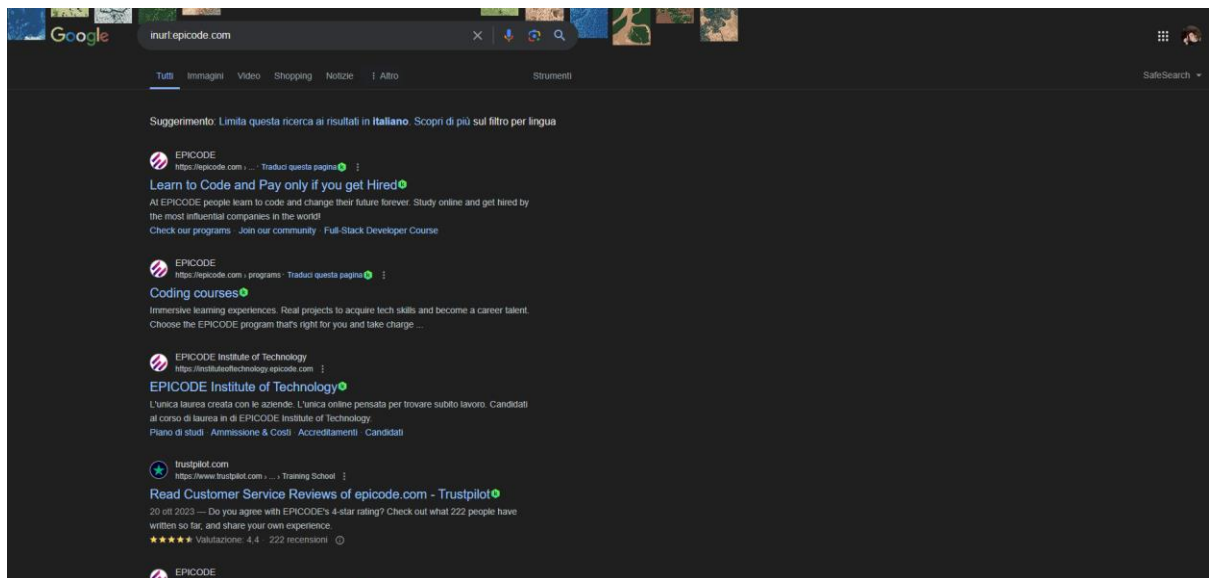 Google
inurl:epicode.com
Tutti Immagini Video Shopping Notizie ⋮ Altro Strumenti
SafeSearch
Suggerimento: Limita questa ricerca ai risultati in italiano. Scopri di più sul filtro per lingua
EPICODE
https://epicode.com › ... · Traduci questa pagina
Learn to Code and Pay only if you get Hired
At EPICODE people learn to code and change their future forever. Study online and get hired by
the most influential companies in the world!
Check our programs · Join our community · Full-Stack Developer Course
EPICODE
https://epicode.com › programs · Traduci questa pagina
Coding courses
Immersive learning experiences. Real projects to acquire tech skills and become a career talent.
Choose the EPICODE program that's right for you and take charge ...
EPICODE Institute of Technology
https://instituteoftechnology.epicode.com
EPICODE Institute of Technology
L'unica laurea creata con le aziende. L'unica online pensata per trovare subito lavoro. Candidati
al corso di laurea in di EPICODE Institute of Technology.
Piano di studi · Ammissione & Costi · Accreditamenti · Candidati
trustpilot.com
https://www.trustpilot.com › ... › Training School
Read Customer Service Reviews of epicode.com - Trustpilot
20 ott 2023 — Do you agree with EPICODE's 4-star rating? Check out what 222 people have
written so far, and share your own experience.
Valutazione: 4,4 · 222 recensioni
EPICODE